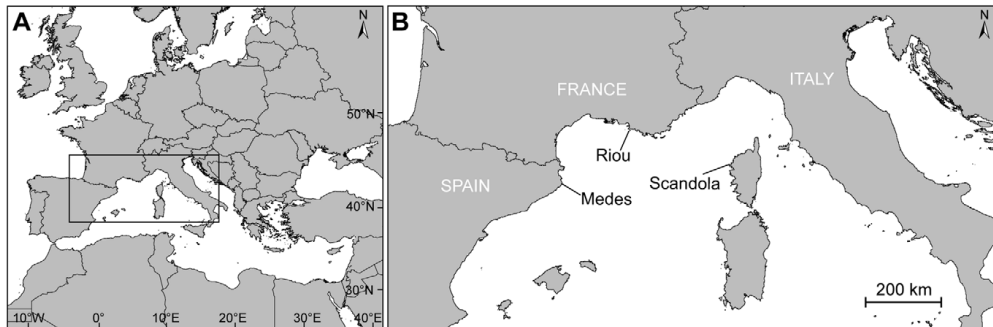 A
N
50°N
40°N
30°N
10°W
0°
10°E
20°E
30°E
40°E
B
N
FRANCE
ITALY
Riou
SPAIN
Scandola
Medes
200 km